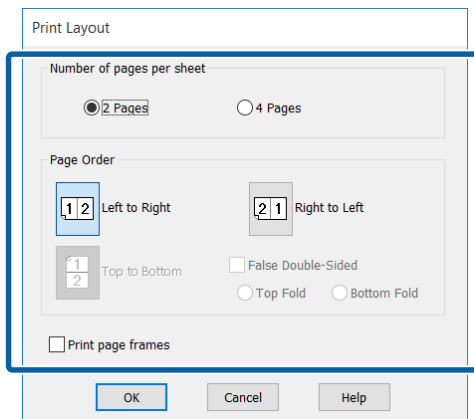 Print Layout
Number of pages per sheet
2 Pages
4 Pages
Page Order
1 2 Left to Right
2 1 Right to Left
1
2
Top to Bottom
False Double-Sided
Top Fold
Bottom Fold
Print page frames
OK
Cancel
Help